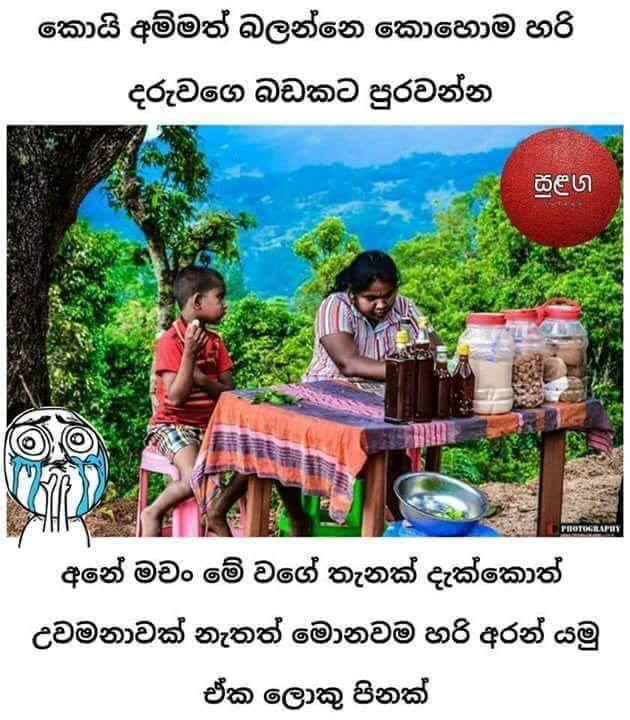 කොයි අම්මත් බලන්නෙ කොහොම හරි
දරුවගෙ බඩකට පුරවන්න
සුළඟ
PHOTOGRAPHY
අනේ මචං මේ වගේ තැනක් දැක්කොත්
උවමනාවක් නැතත් මොනවම හරි අරන් යමු
ඒක ලොකු පිනක්